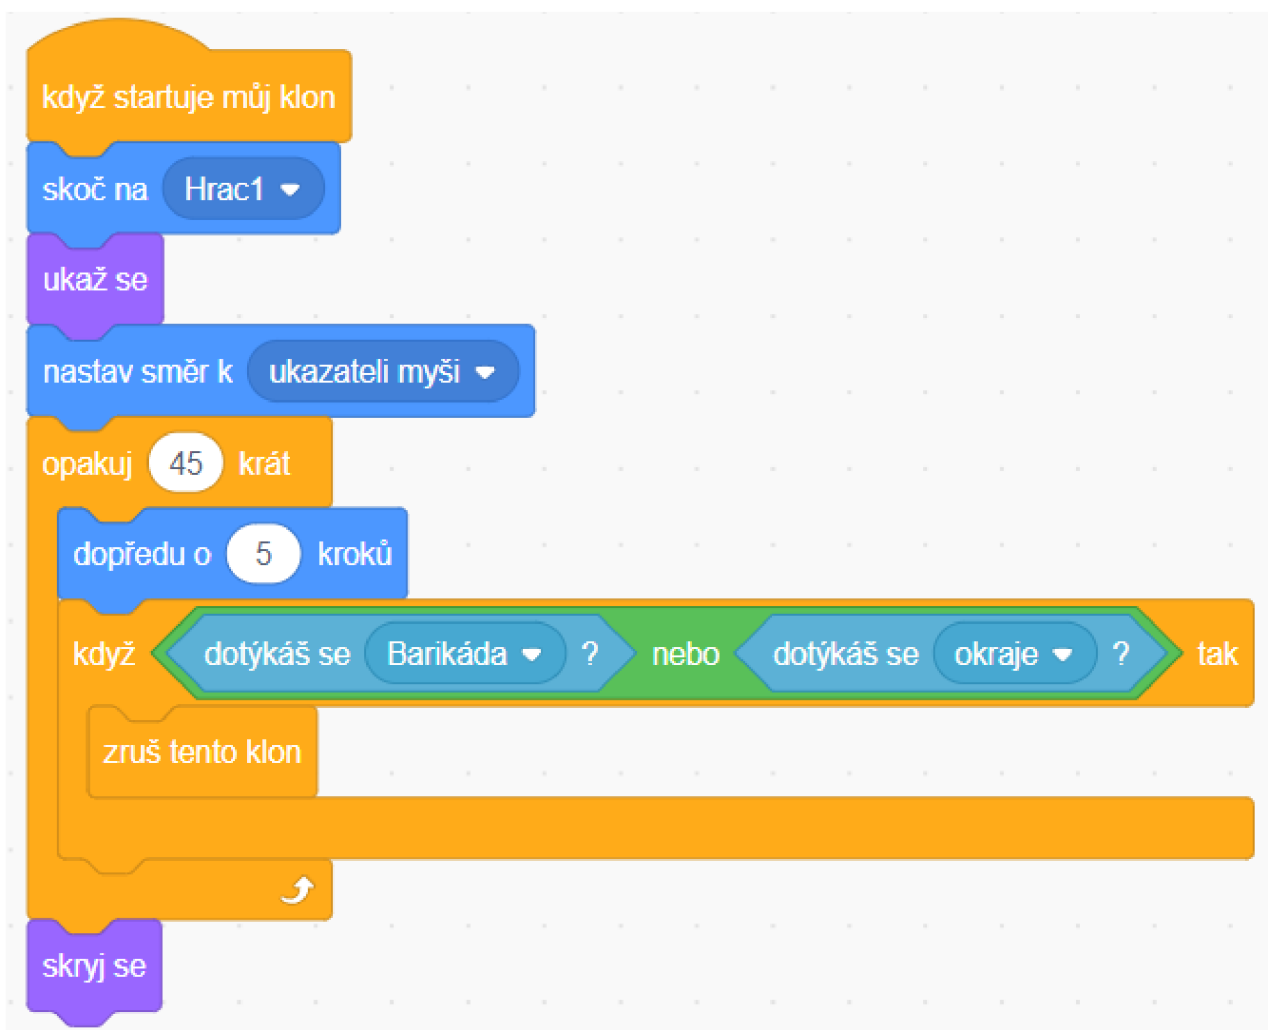 když startuje můj klon
skoč na Hrac1
ukaž se
nastav směr k ukazateli myši
opakuj 45 krát
dopředu o 5 kroků
když dotýkáš se Barikáda ? nebo dotýkáš se okraje ? tak
zruš tento klon
skryj se